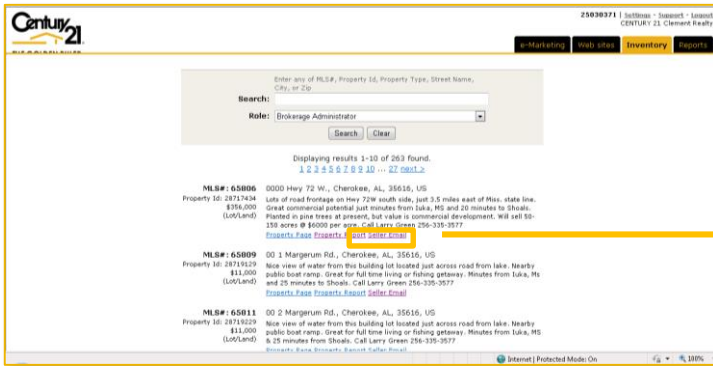 Century 21
25030371 | Settings - Support - Logout
CENTURY 21 Clement Realty
e-Marketing Web sites Inventory Reports
Enter any of MLS#, Property Id, Property Type, Street Name,
City, or Zip
Search:
Role: Brokerage Administrator
Search Clear
Displaying results 1-10 of 263 found.
1 2 3 4 5 6 7 8 9 10 ... 27 next >
MLS#: 65806 0000 Hwy 72 W., Cherokee, AL, 35616, US
Property Id: 28717434 Lots of road frontage on Hwy 72W south side, just 3.5 miles east of Miss. state line.
$356,000 Great commercial potential just minutes from Iuka, MS and 20 minutes to Shoals.
(Lot/Land) Planted in pine trees at present, but value is commercial development. Will sell 50-
150 acres @ $6000 per acre. Call Larry Green 256-335-3577
Property Page Property Report Seller Email
MLS#: 65809 00 1 Margerum Rd., Cherokee, AL, 35616, US
Property Id: 28719129 Nice view of water from this building lot located just across road from lake. Nearby
$11,000 public boat ramp. Great for full time living or fishing getaway. Minutes from Iuka, Ms
(Lot/Land) and 25 minutes to Shoals. Call Larry Green 256-335-3577
Property Page Property Report Seller Email
MLS#: 65811 00 2 Margerum Rd., Cherokee, AL, 35616, US
Property Id: 28719229 Nice view of water from this building lot located just across road from lake. Nearby
$11,000 public boat ramp. Great for full time living or fishing getaway. Minutes from Iuka, MS
(Lot/Land) & 25 minutes from Shoals. Call Larry Green 256-335-3577
Property Page Property Report Seller Email
Internet | Protected Mode: On 100%